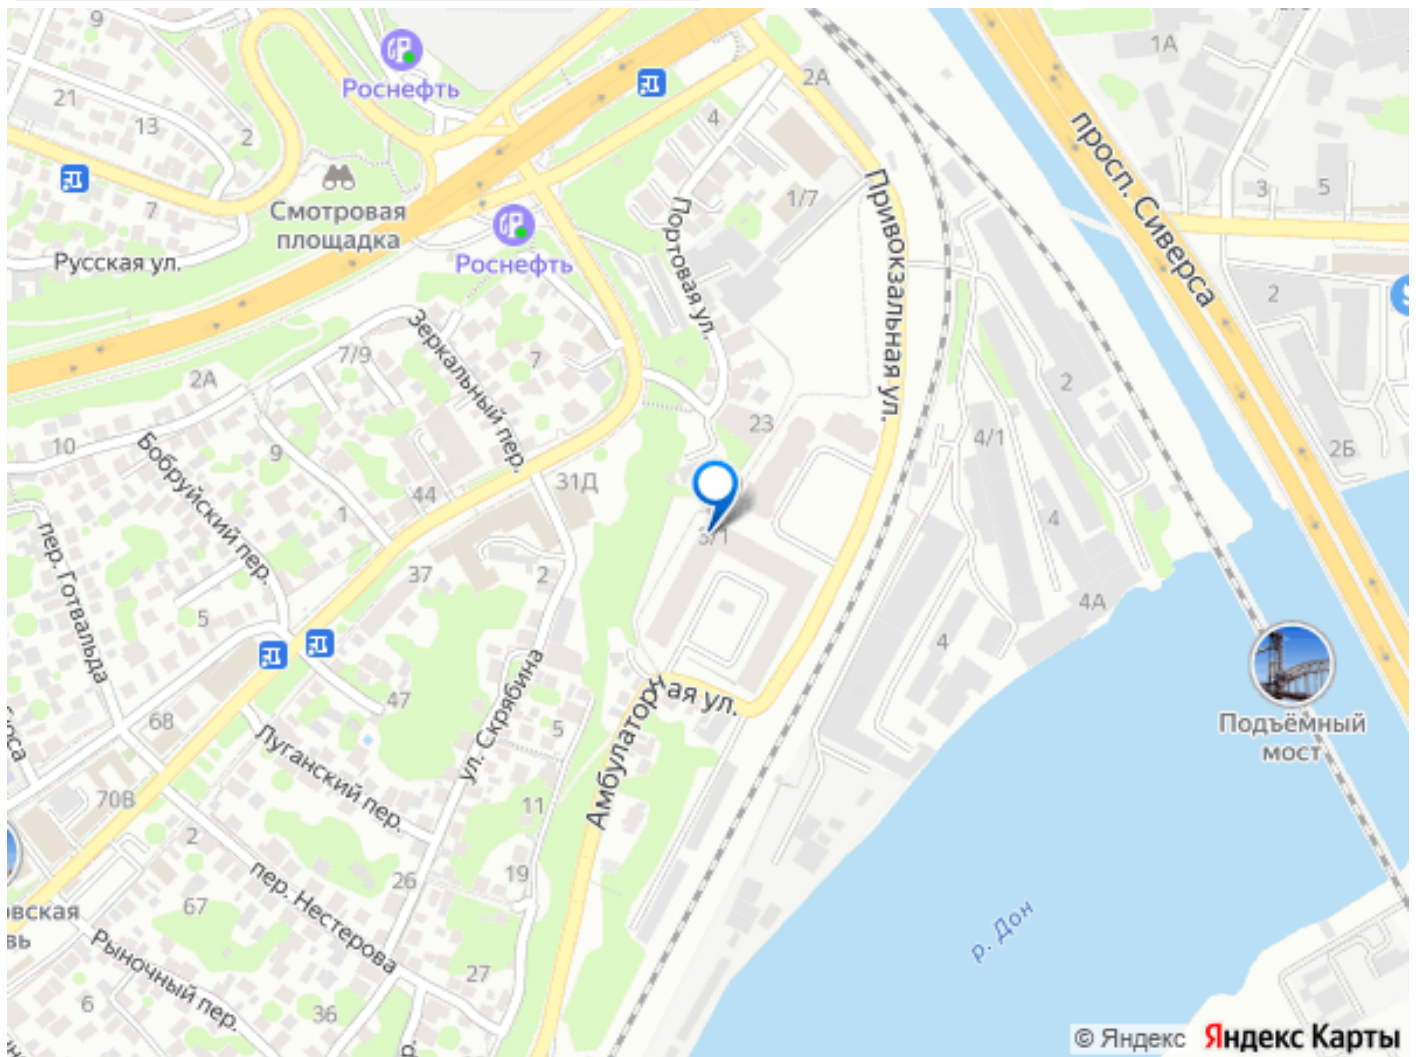 9
Роснефть
2А
1А
21
13
2
4
просп. Сиверса
3
5
7
Смотровая
площадка
1/7
Привокзальная ул.
Русская ул.
Роснефть
Портовая ул.
2
Зеркальный пер.
7/9
7
2А
2
23
4/1
2Б
10
Бобруйский пер.
9
44
31Д
1
3/1
4
пер. Готвальда
37
2
4А
5
4
ул. Скрябина
47
Амбулаторная ул.
68
5
Подъёмный
мост
Луганский пер.
70В
11
2
19
26
пер. Нестерова
67
р. Дон
Рыночный пер.
27
6
36
© Яндекс Яндекс Карты